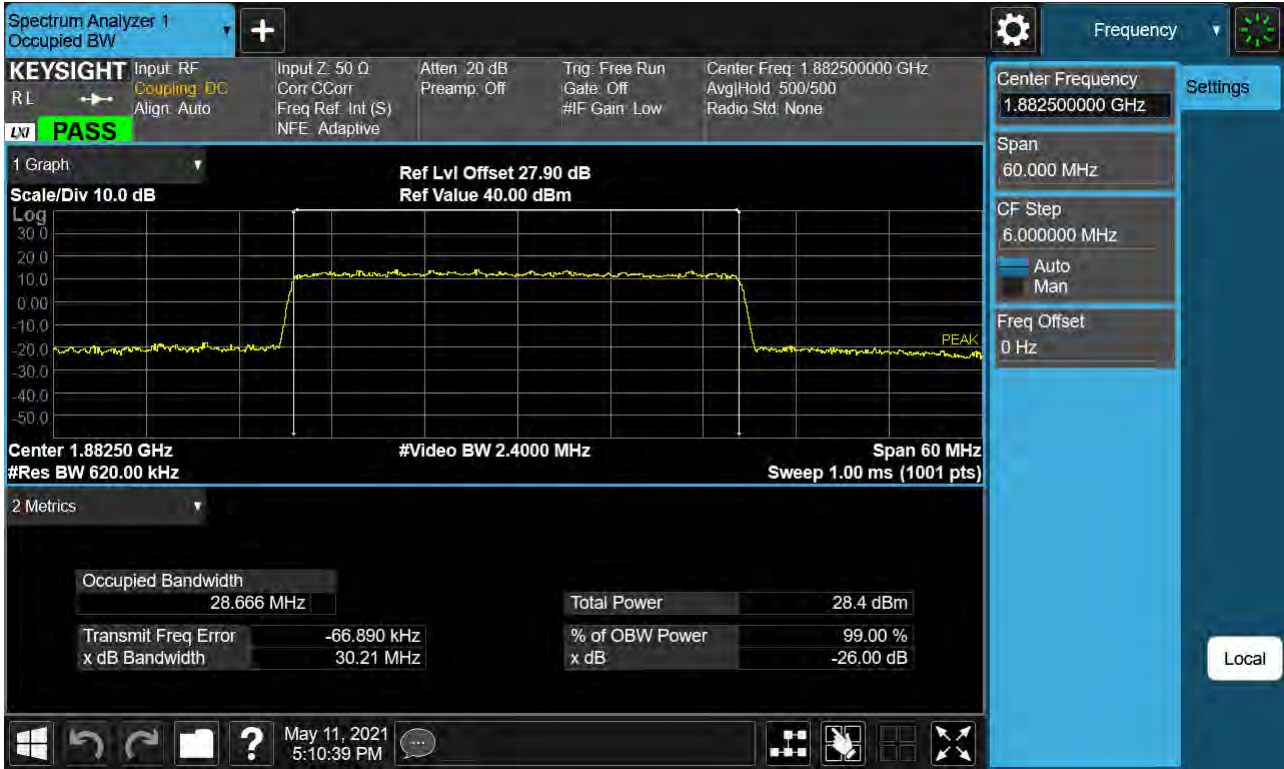 Spectrum Analyzer 1
Occupied BW
Frequency
KEYSIGHT
RL
LXI PASS
Input: RF
Coupling: DC
Align: Auto
Input Z: 50 Ω
Corr CCorr
Freq Ref: Int (S)
NFE: Adaptive
Atten: 20 dB
Preamp: Off
Trig: Free Run
Gate: Off
#IF Gain: Low
Center Freq: 1.882500000 GHz
Avg|Hold: 500/500
Radio Std: None
Center Frequency
1.882500000 GHz
Settings
Span
60.000 MHz
CF Step
6.000000 MHz
Auto
Man
Freq Offset
0 Hz
Local
1 Graph
Scale/Div 10.0 dB
Ref Lvl Offset 27.90 dB
Ref Value 40.00 dBm
Log
30.0
20.0
10.0
0.00
-10.0
-20.0
-30.0
-40.0
-50.0
PEAK
Center 1.88250 GHz
#Res BW 620.00 kHz
#Video BW 2.4000 MHz
Span 60 MHz
Sweep 1.00 ms (1001 pts)
2 Metrics
Occupied Bandwidth
28.666 MHz
Total Power 28.4 dBm
Transmit Freq Error -66.890 kHz
% of OBW Power 99.00 %
x dB Bandwidth 30.21 MHz
x dB -26.00 dB
?
May 11, 2021
5:10:39 PM